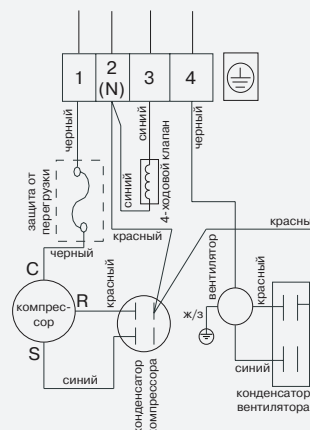 1
2
(N)
3
4
черный
синий
черный
защита от
перегрузки
синий
4-ходовой клапан
красный
красны
черный
C
компрес-
сор
R
S
красный
синий
конденсатор
компрессора
вентилятор
ж/з
красный
синий
конденсатор
вентилятора